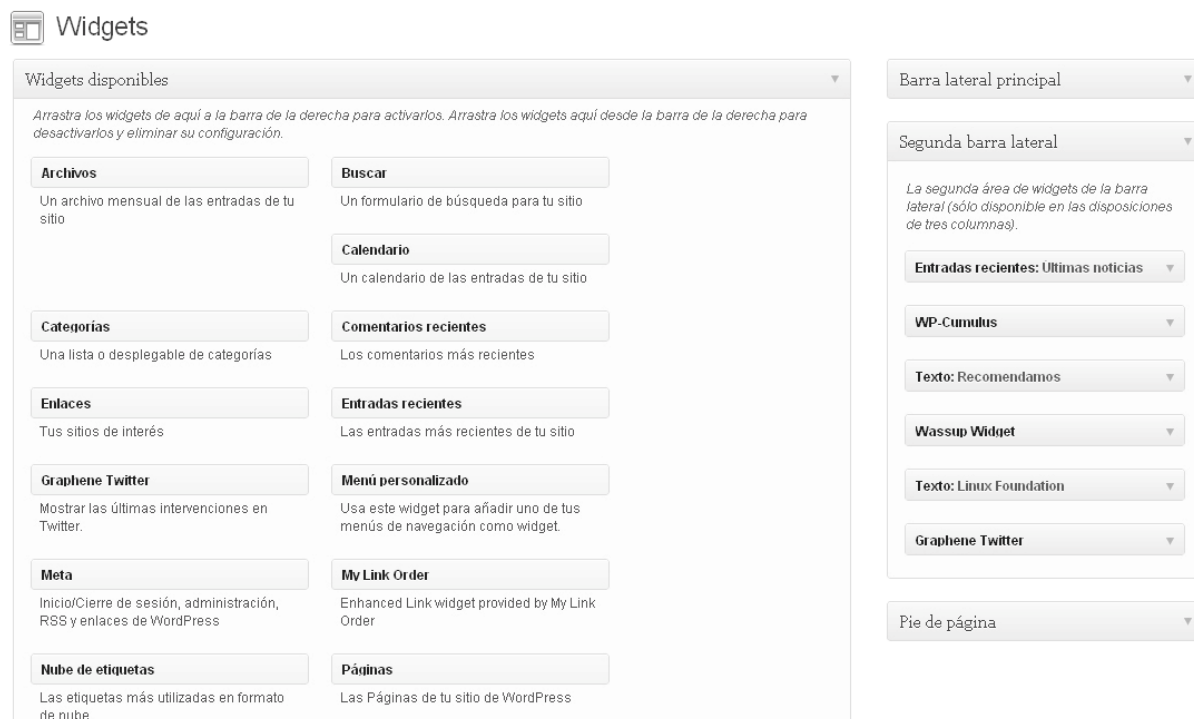 Widgets
Widgets disponibles
Arrastra los widgets de aquí a la barra de la derecha para activarlos. Arrastra los widgets aquí desde la barra de la derecha para
desactivarlos y eliminar su configuración.
Archivos
Un archivo mensual de las entradas de tu
sitio
Buscar
Un formulario de búsqueda para tu sitio
Calendario
Un calendario de las entradas de tu sitio
Categorías
Una lista o desplegable de categorías
Comentarios recientes
Los comentarios más recientes
Enlaces
Tus sitios de interés
Entradas recientes
Las entradas más recientes de tu sitio
Graphene Twitter
Mostrar las últimas intervenciones en
Twitter.
Menú personalizado
Usa este widget para añadir uno de tus
menús de navegación como widget.
Meta
Inicio/Cierre de sesión, administración,
RSS y enlaces de WordPress
My Link Order
Enhanced Link widget provided by My Link
Order
Nube de etiquetas
Las etiquetas más utilizadas en formato
de nube
Páginas
Las Páginas de tu sitio de WordPress
Barra lateral principal
Segunda barra lateral
La segunda área de widgets de la barra
lateral (sólo disponible en las disposiciones
de tres columnas).
Entradas recientes: Últimas noticias
WP-Cumulus
Texto: Recomendamos
Wassup Widget
Texto: Linux Foundation
Graphene Twitter
Pie de página